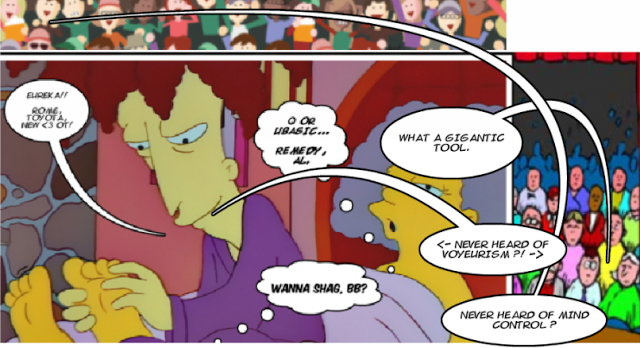 EUREKA!!
ROME,
TOYOTA,
NEW <3 OT!
O OR
UBASIC...
REMEDY,
AL.
WHAT A GIGANTIC
TOOL.
<- NEVER HEARD OF
VOYEURISM?! ->
WANNA SHAG, BB?
NEVER HEARD OF MIND
CONTROL?